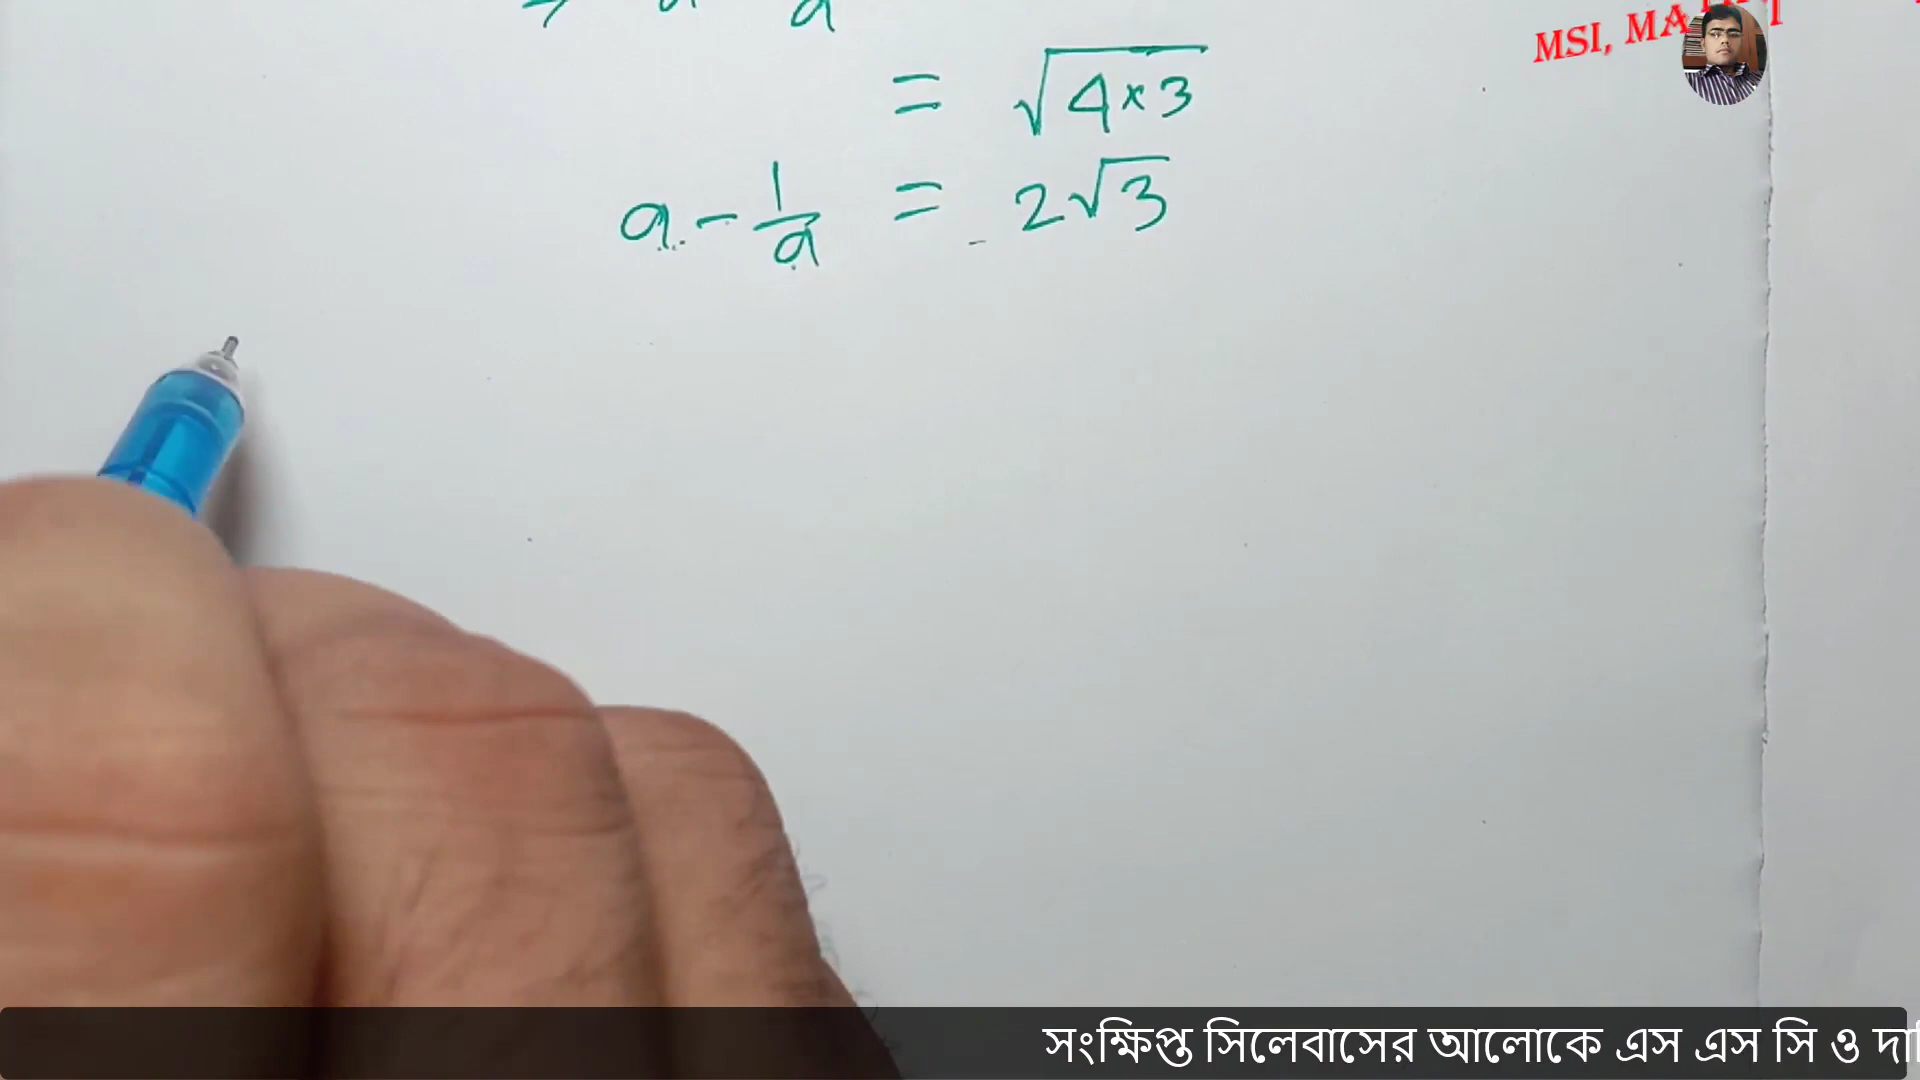 MSI, MA
= √4×3
a - 1/a = 2√3
সংক্ষিপ্ত সিলেবাসের আলোকে এস এস সি ও